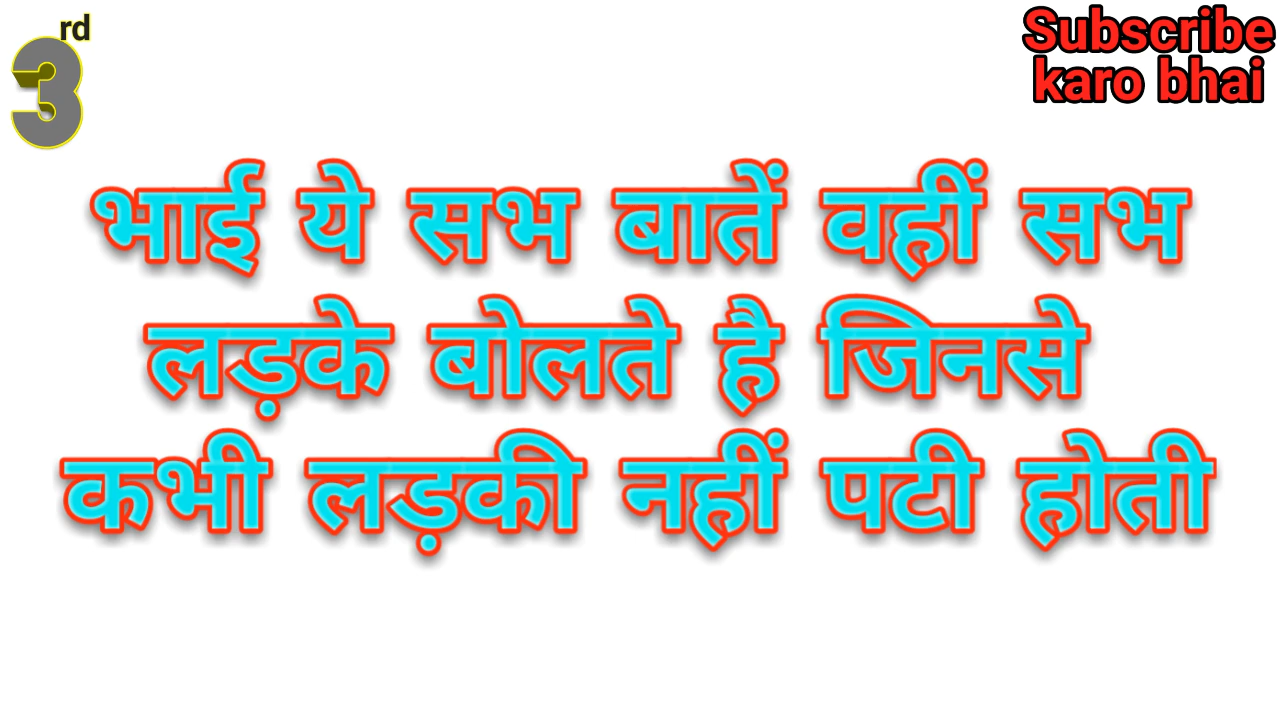 3rd
Subscribe
karo bhai
भाई ये सभ बातें वहीं सभ
लड़के बोलते है जिनसे
कभी लड़की नहीं पटी होती